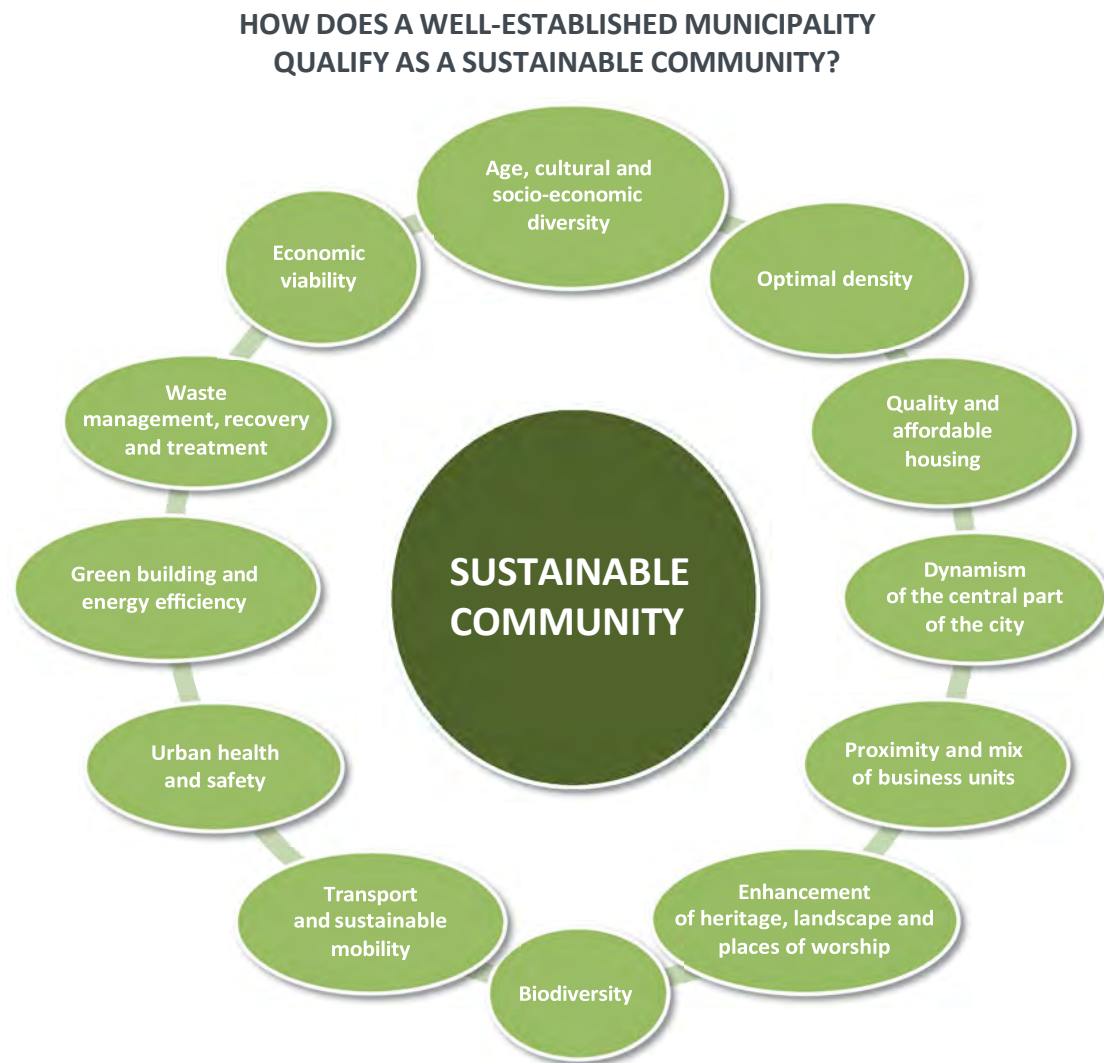 HOW DOES A WELL-ESTABLISHED MUNICIPALITY
QUALIFY AS A SUSTAINABLE COMMUNITY?
Age, cultural and
socio-economic
diversity
Optimal density
Quality and
affordable
housing
Dynamism
of the central part
of the city
Proximity and mix
of business units
Enhancement
of heritage, landscape and
places of worship
Biodiversity
Transport
and sustainable
mobility
Urban health
and safety
Green building and
energy efficiency
Waste
management, recovery
and treatment
Economic
viability
SUSTAINABLE
COMMUNITY